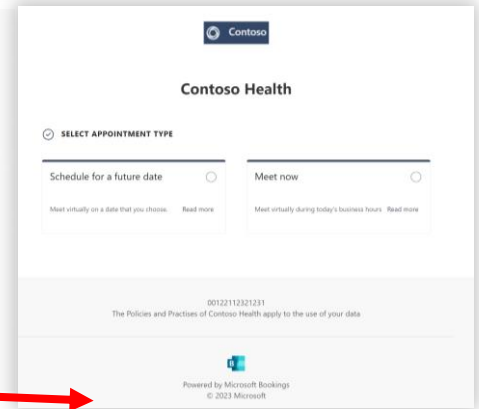 Contoso
Contoso Health
SELECT APPOINTMENT TYPE
Schedule for a future date
Meet now
Meet virtually on a data that you choose. Read more
Meet virtually during today's business hours Read more
00122112321231
The Policies and Practises of Contoso Health apply to the use of your data
B
Powered by Microsoft Bookings
© 2023 Microsoft